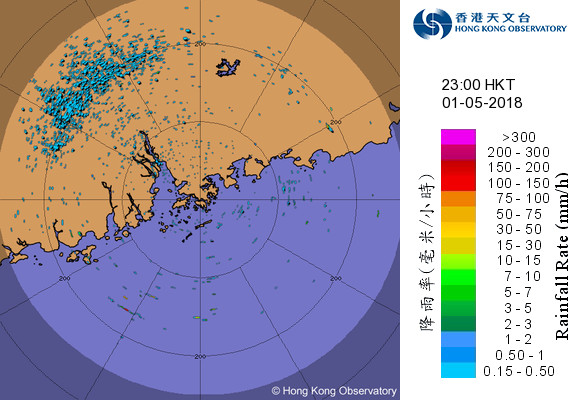 香港天文台
HONG KONG OBSERVATORY
23:00 HKT
01-05-2018
>300
200 - 300
150 - 200
100 - 150
75 - 100
50 - 75
30 - 50
15 - 30
10 - 15
7 - 10
5 - 7
3 - 5
2 - 3
1 - 2
0.50 - 1
0.15 - 0.50
降雨率(毫米/小時)
Rainfall Rate (mm/h)
200
200
200
200
200
© Hong Kong Observatory